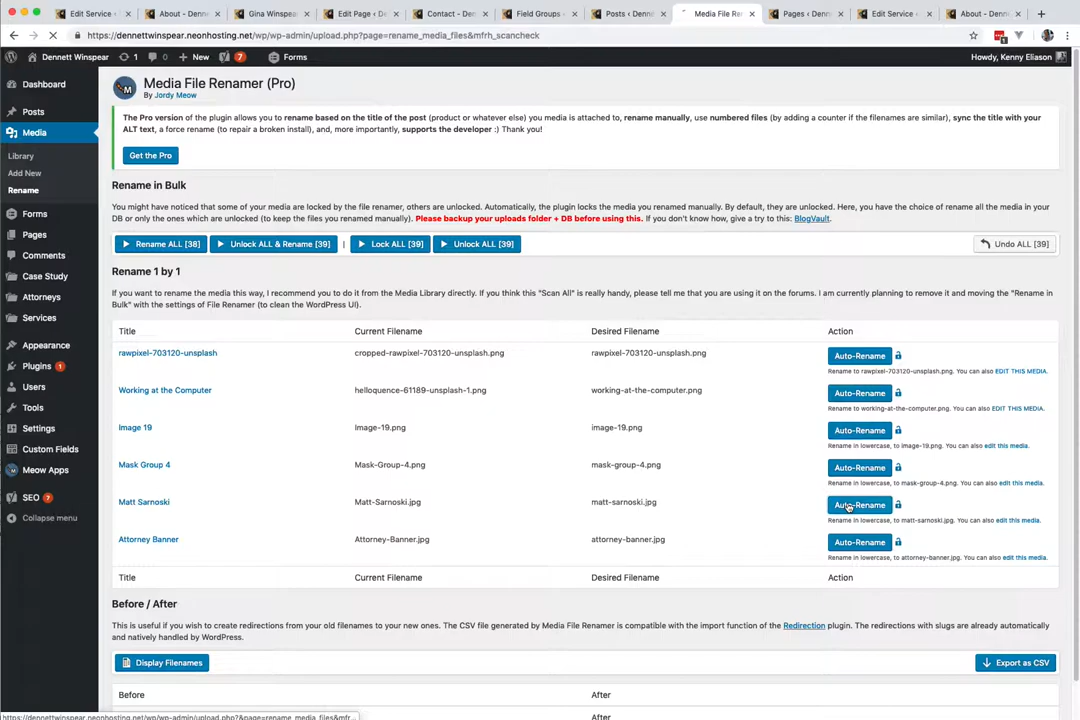 Edit Service < De
About - Denne
Gina Winspear
Edit Page < D
Contact - Den
Field Groups
Posts < Dennet
Media File Ren
Pages < Denn
Edit Service
About - Denn
https://dennettwinspear.neonhosting.net/wp/wp-admin/upload.php?page=rename_media_files&mfrh_scancheck
Dennett Winspear
1
0
New
7
Forms
Howdy, Kenny Eliason
Dashboard
Posts
Media
Library
Add New
Rename
Forms
Pages
Comments
Case Study
Attorneys
Services
Appearance
Plugins 1
Users
Tools
Settings
Custom Fields
Meow Apps
SEO 7
Collapse menu
Media File Renamer (Pro)
By Jordy Meow
The Pro version of the plugin allows you to rename based on the title of the post (product or whatever else) you media is attached to, rename manually, use numbered files (by adding a counter if the filenames are similar), sync the title with your
ALT text, a force rename (to repair a broken install), and, more importantly, supports the developer :) Thank you!
Get the Pro
Rename in Bulk
You might have noticed that some of your media are locked by the file renamer, others are unlocked. Automatically, the plugin locks the media you renamed manually. By default, they are unlocked. Here, you have the choice of rename all the media in your
DB or only the ones which are unlocked (to keep the files you renamed manually). Please backup your uploads folder + DB before using this. If you don't know how, give a try to this: BlogVault.
Rename ALL [38]
Unlock ALL & Rename [39]
|
Lock ALL [39]
Unlock ALL [39]
Undo ALL [39]
Rename 1 by 1
If you want to rename the media this way, I recommend you to do it from the Media Library directly. If you think this "Scan All" is really handy, please tell me that you are using it on the forums. I am currently planning to remove it and moving the "Rename in
Bulk" with the settings of File Renamer (to clean the WordPress UI).
Title Current Filename Desired Filename Action
rawpixel-703120-unsplash cropped-rawpixel-703120-unsplash.png rawpixel-703120-unsplash.png Auto-Rename
Rename to rawpixel-703120-unsplash.png. You can also EDIT THIS MEDIA.
Working at the Computer helloquence-61189-unsplash-1.png working-at-the-computer.png Auto-Rename
Rename to working-at-the-computer.png. You can also EDIT THIS MEDIA.
Image 19 Image-19.png image-19.png Auto-Rename
Rename in lowercase, to image-19.png. You can also edit this media.
Mask Group 4 Mask-Group-4.png mask-group-4.png Auto-Rename
Rename in lowercase, to mask-group-4.png. You can also edit this media.
Matt Sarnoski Matt-Sarnoski.jpg matt-sarnoski.jpg Auto-Rename
Rename in lowercase, to matt-sarnoski.jpg. You can also edit this media.
Attorney Banner Attorney-Banner.jpg attorney-banner.jpg Auto-Rename
Rename in lowercase, to attorney-banner.jpg. You can also edit this media.
Title Current Filename Desired Filename Action
Before / After
This is useful if you wish to create redirections from your old filenames to your new ones. The CSV file generated by Media File Renamer is compatible with the import function of the Redirection plugin. The redirections with slugs are already automatically
and natively handled by WordPress.
Display Filenames
Export as CSV
Before After
Before After
https://dennettwinspear.neonhosting.net/wp/wp-admin/upload.php?&page=rename_media_files&mfr...